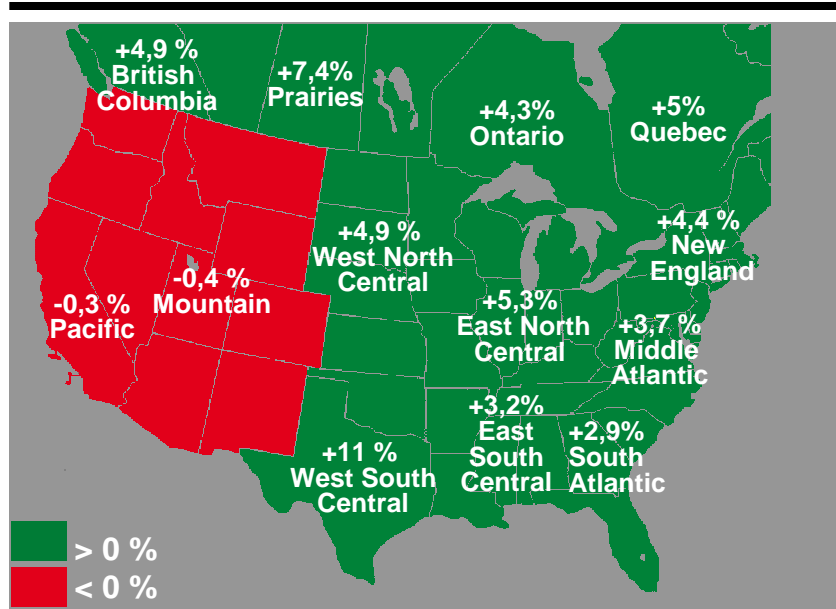 +4,9 %
British
Columbia
+7,4%
Prairies
+4,3%
Ontario
+5%
Quebec
+4,4 %
New
England
+4,9 %
West North
Central
-0,4 %
Mountain
-0,3 %
Pacific
+5,3%
East North
Central
+3,7 %
Middle
Atlantic
+3,2%
East
South
Central
+2,9%
South
Atlantic
+11 %
West South
Central
> 0 %
< 0 %